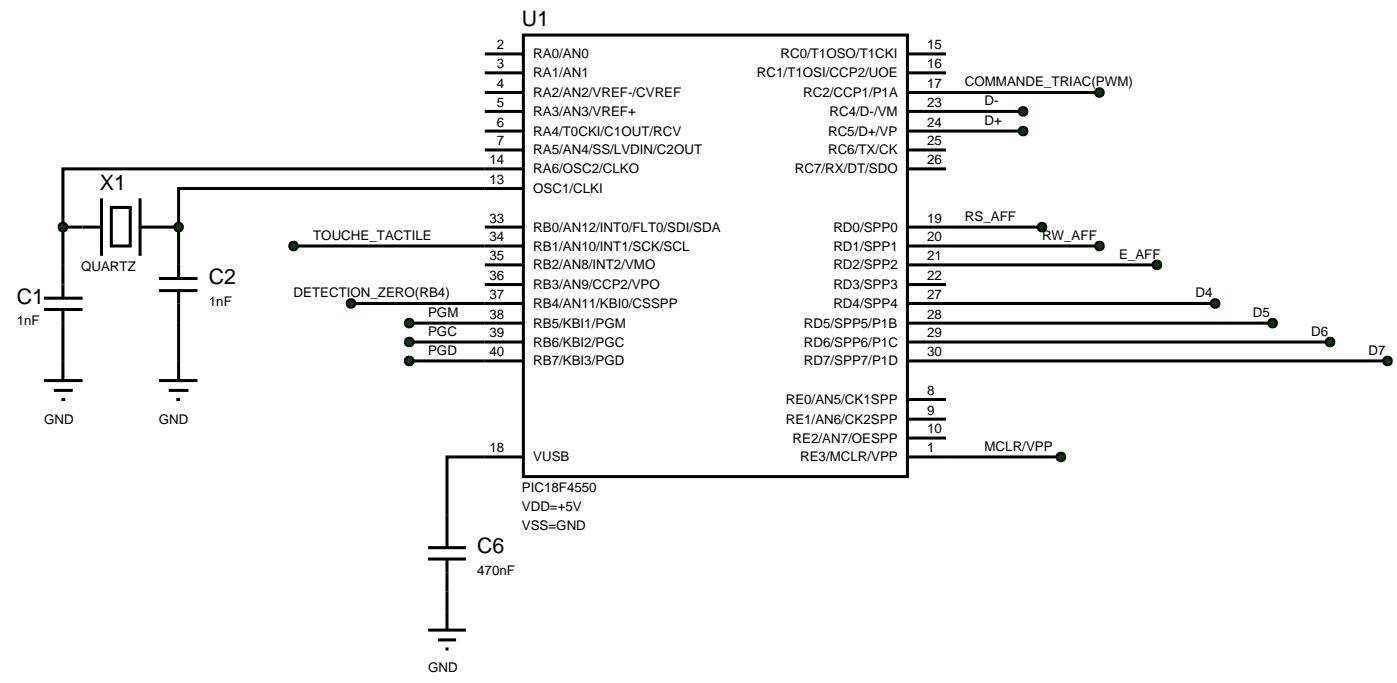 U1
2 RA0/AN0
3 RA1/AN1
4 RA2/AN2/VREF-/CVREF
5 RA3/AN3/VREF+
6 RA4/T0CKI/C1OUT/RCV
7 RA5/AN4/SS/LVDIN/C2OUT
14 RA6/OSC2/CLKO
13 OSC1/CLKI
33 RB0/AN12/INT0/FLT0/SDI/SDA
TOUCHE_TACTILE 34 RB1/AN10/INT1/SCK/SCL
35 RB2/AN8/INT2/VMO
36 RB3/AN9/CCP2/VPO
DETECTION_ZERO(RB4) 37 RB4/AN11/KBI0/CSSPP
PGM 38 RB5/KBI1/PGM
PGC 39 RB6/KBI2/PGC
PGD 40 RB7/KBI3/PGD
18 VUSB
RC0/T1OSO/T1CKI 15
RC1/T1OSI/CCP2/UOE 16
RC2/CCP1/P1A 17 COMMANDE_TRIAC(PWM)
RC4/D-/VM 23 D-
RC5/D+/VP 24 D+
RC6/TX/CK 25
RC7/RX/DT/SDO 26
RD0/SPP0 19 RS_AFF
RD1/SPP1 20 RW_AFF
RD2/SPP2 21 E_AFF
RD3/SPP3 22
RD4/SPP4 27 D4
RD5/SPP5/P1B 28 D5
RD6/SPP6/P1C 29 D6
RD7/SPP7/P1D 30 D7
RE0/AN5/CK1SPP 8
RE1/AN6/CK2SPP 9
RE2/AN7/OESPP 10
RE3/MCLR/VPP 1 MCLR/VPP
PIC18F4550
VDD=+5V
VSS=GND
X1
QUARTZ
C1
1nF
C2
1nF
GND
GND
C6
470nF
GND